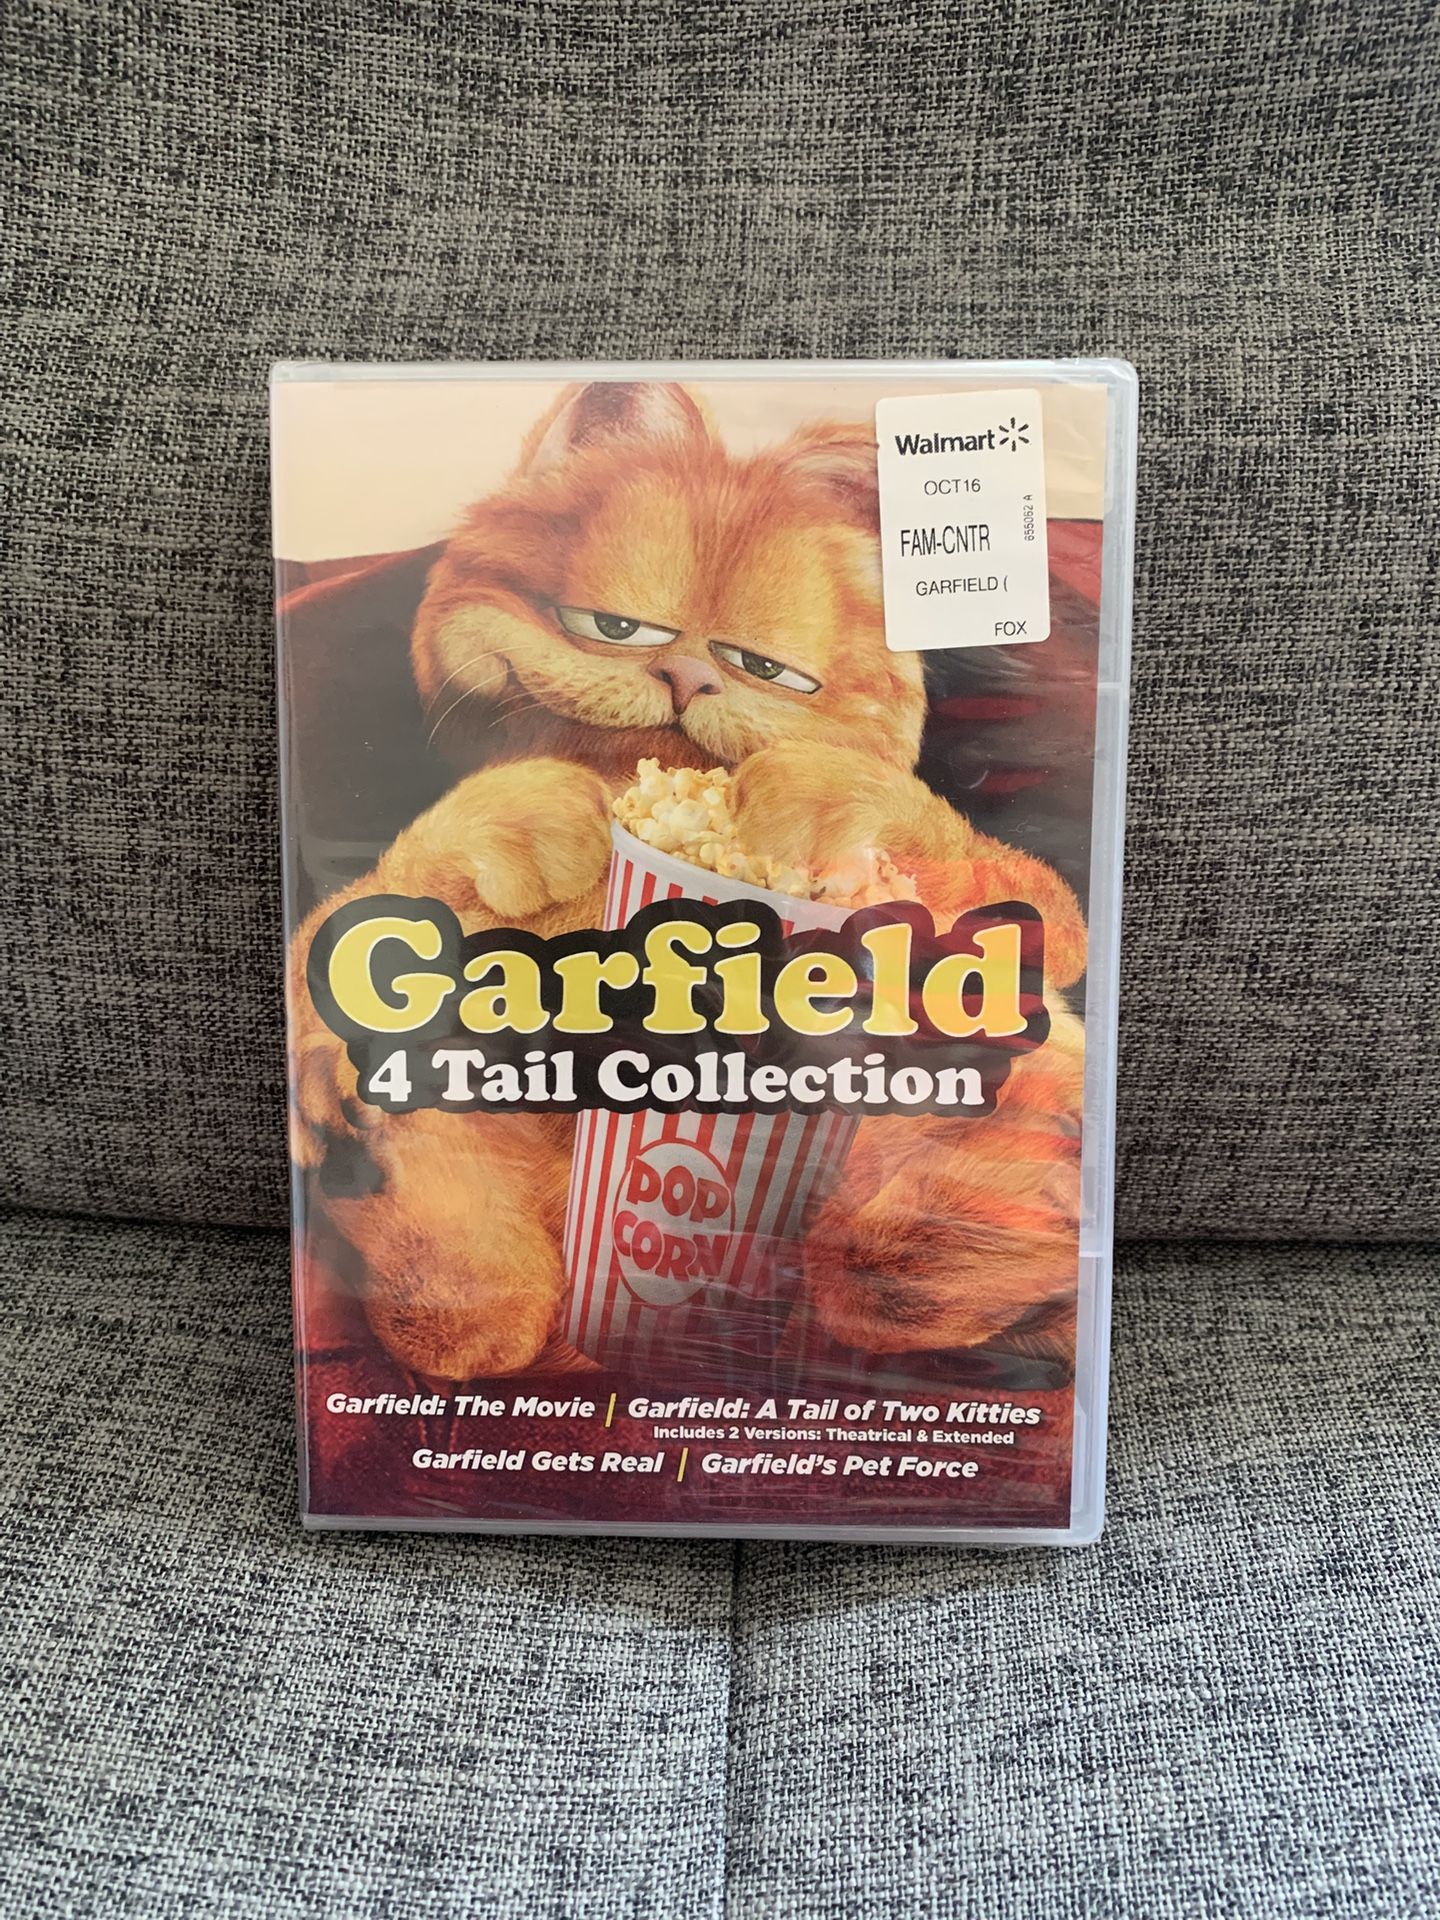 Walmart
OCT16
655062 A
FAM-CNTR
GARFIELD (
FOX
Garfield
4 Tail Collection
POP
CORN
Garfield: The Movie | Garfield: A Tail of Two Kitties
Includes 2 Versions: Theatrical & Extended
Garfield Gets Real | Garfield's Pet Force